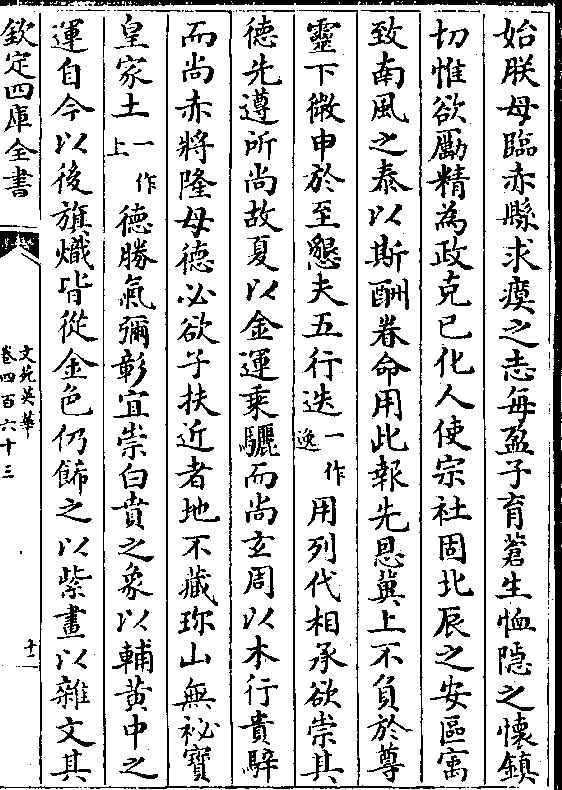 始朕母臨赤縣求瘼之志每盈子育蒼生恤隠之懷鎮
切惟欲勵精為政克已化人使宗社固北辰之安區寓
致南風之泰以斯酬眷命用此報先恩冀上不負於尊
靈下微申於至懇夫五行迭一作逸用列代相承欲崇其
徳先遵所尚故夏以金運乗驪而尚玄周以木行貴騂
而尚赤將隆母德必欲子扶近者地不藏珎山無祕寶
皇家土一作上德勝氣彌彰宜崇白賁之象以輔黄中之
運自今以後旗熾皆從金色仍餙之以紫畫以雜文其
欽定四庫全書
文苑英華
卷四百六十三
十一